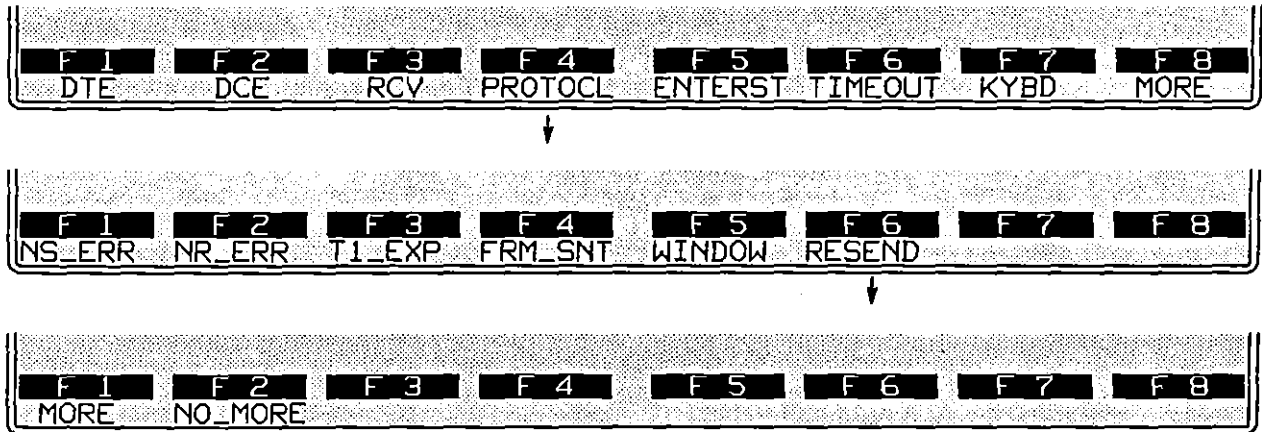 F 1 F 2 F 3 F 4 F 5 F 6 F 7 F 8
DTE DCE RCV PROTOCL ENTERST TIMEOUT KYBD MORE
F 1 F 2 F 3 F 4 F 5 F 6 F 7 F 8
NS_ERR NR_ERR T1_EXP FRM_SNT WINDOW RESEND
F 1 F 2 F 3 F 4 F 5 F 6 F 7 F 8
MORE NO_MORE